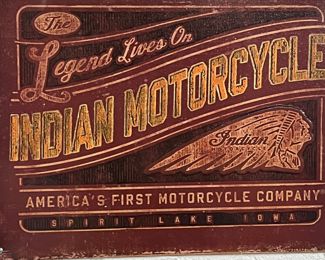 The
Legend Lives On
INDIAN MOTORCYCLE
Indian
AMERICA'S FIRST MOTORCYCLE COMPANY
SPIRIT LAKE IOWA